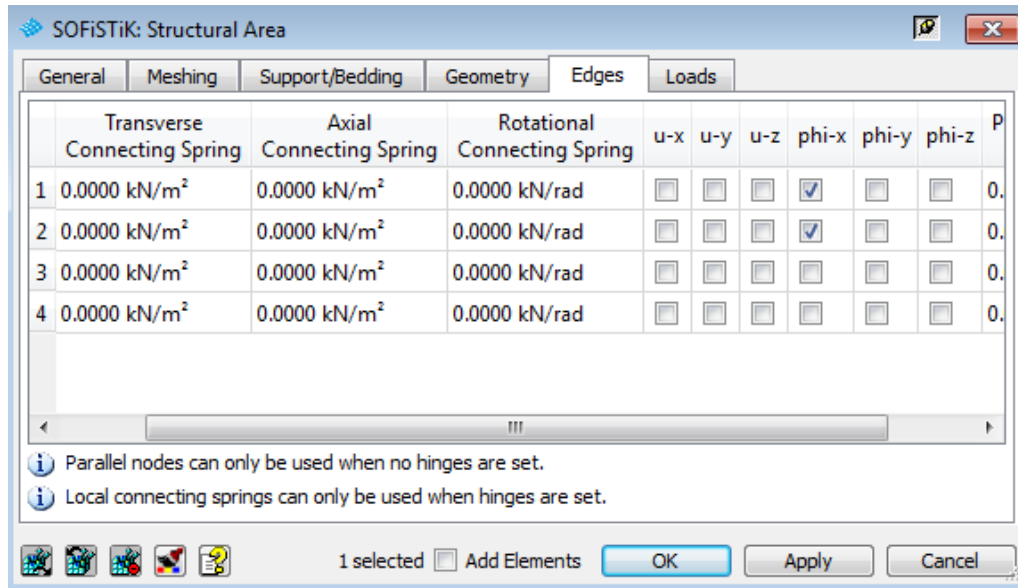 SOFiSTiK: Structural Area
General Meshing Support/Bedding Geometry Edges Loads
Transverse Connecting Spring Axial Connecting Spring Rotational Connecting Spring u-x u-y u-z phi-x phi-y phi-z P
1 0.0000 kN/m² 0.0000 kN/m² 0.0000 kN/rad 0.
2 0.0000 kN/m² 0.0000 kN/m² 0.0000 kN/rad 0.
3 0.0000 kN/m² 0.0000 kN/m² 0.0000 kN/rad 0.
4 0.0000 kN/m² 0.0000 kN/m² 0.0000 kN/rad 0.
Parallel nodes can only be used when no hinges are set.
Local connecting springs can only be used when hinges are set.
1 selected Add Elements OK Apply Cancel